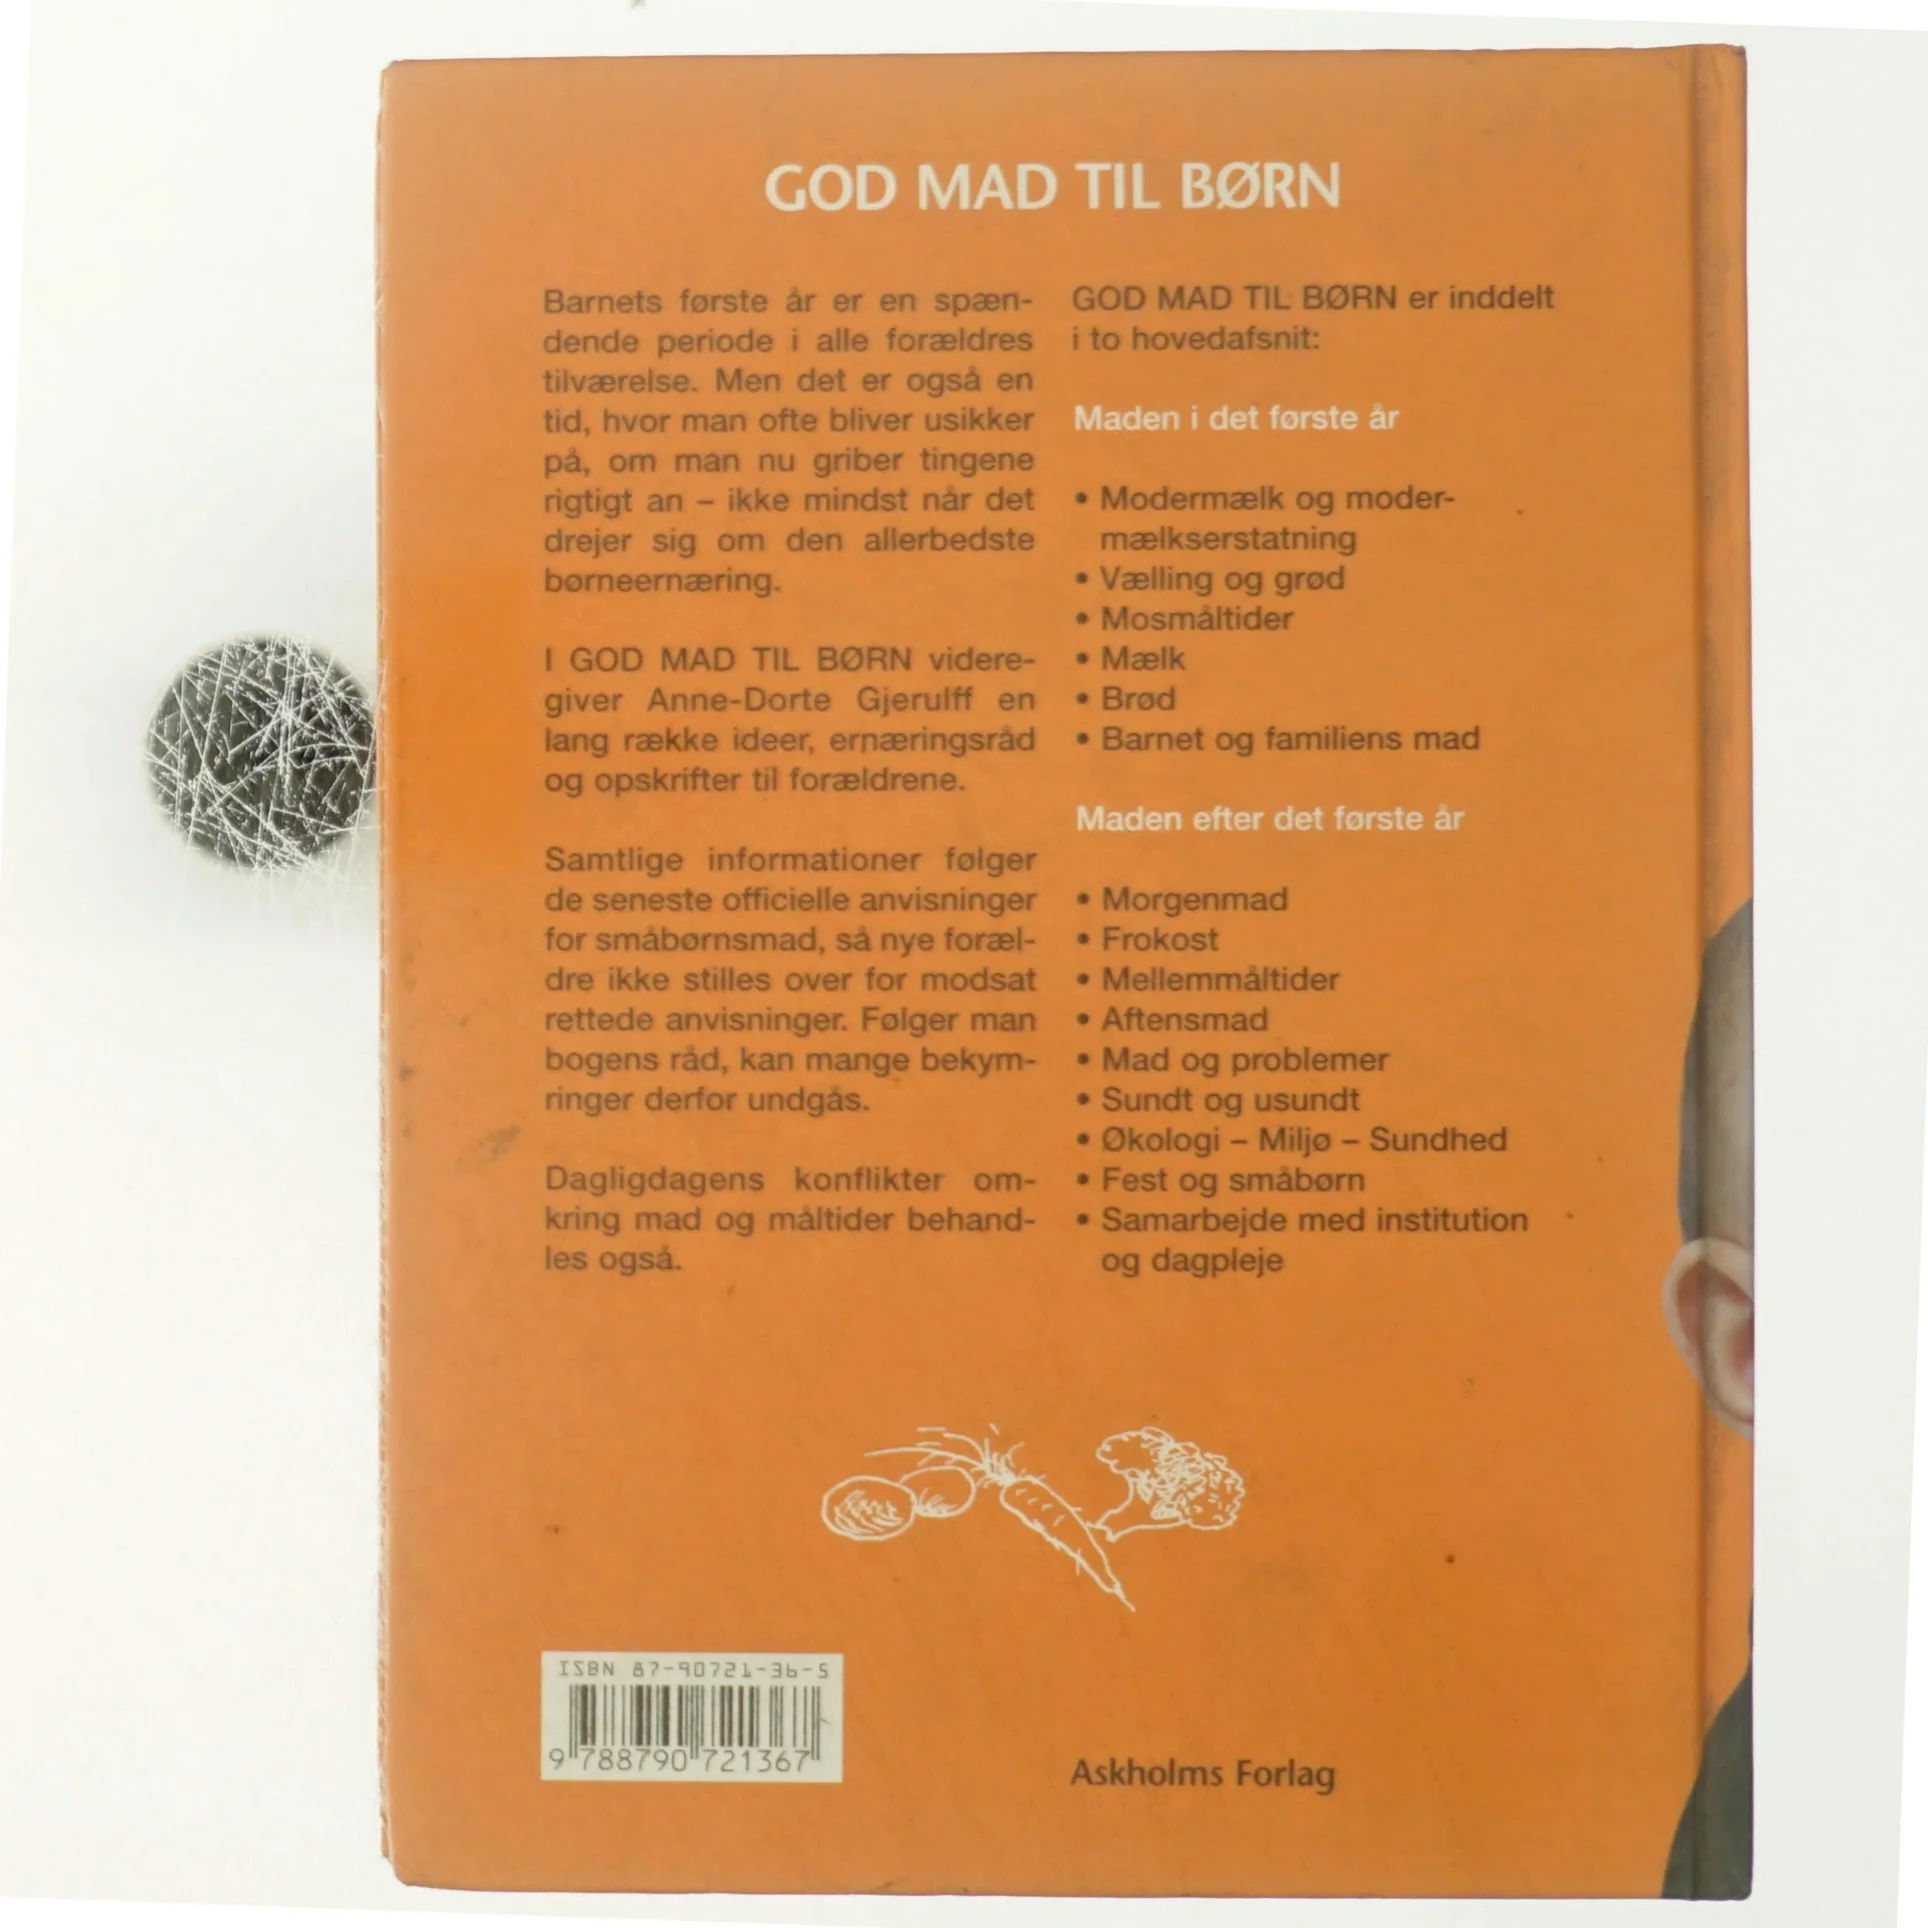 GOD MAD TIL BØRN
Barnets første år er en spæn-
dende periode i alle forældres
tilværelse. Men det er også en
tid, hvor man ofte bliver usikker
på, om man nu griber tingene
rigtigt an – ikke mindst når det
drejer sig om den allerbedste
børneernæring.
I GOD MAD TIL BØRN videre-
giver Anne-Dorte Gjerulff en
lang række ideer, ernæringsråd
og opskrifter til forældrene.
Samtlige informationer følger
de seneste officielle anvisninger
for småbørnsmad, så nye foræl-
dre ikke stilles over for modsat
rettede anvisninger. Følger man
bogens råd, kan mange bekym-
ringer derfor undgås.
Dagligdagens konflikter om-
kring mad og måltider behand-
les også.
GOD MAD TIL BØRN er inddelt
i to hovedafsnit:
Maden i det første år
• Modermælk og moder-
mælkserstatning
• Vælling og grød
• Mosmåltider
• Mælk
• Brød
• Barnet og familiens mad
Maden efter det første år
• Morgenmad
• Frokost
• Mellemmåltider
• Aftensmad
• Mad og problemer
• Sundt og usundt
• Økologi – Miljø – Sundhed
• Fest og småbørn
• Samarbejde med institution
og dagpleje
ISBN 87-90721-36-5
9 788790 721367
Askholms Forlag